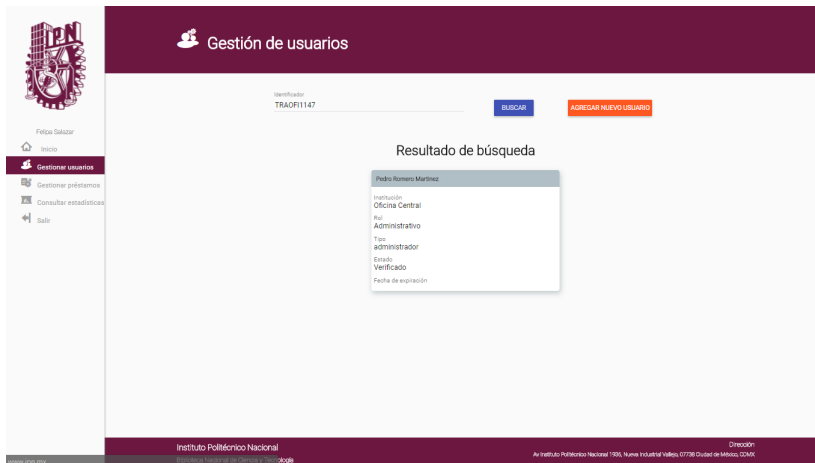 IPN
Gestión de usuarios
Identificador
TRAOFI1147
BUSCAR
AGREGAR NUEVO USUARIO
Felipa Salazar
Inicio
Gestionar usuarios
Gestionar préstamos
Consultar estadísticas
Salir
Resultado de búsqueda
Pedro Romero Martínez
Institución
Oficina Central
Rol
Administrativo
Tipo
administrador
Estado
Verificado
Fecha de expiración
Instituto Politécnico Nacional
Biblioteca Nacional de Ciencia y Tecnología
Dirección
Av Instituto Politécnico Nacional 1936, Nueva Industrial Vallejo, 07738 Ciudad de México, CDMX
www.ipn.mx